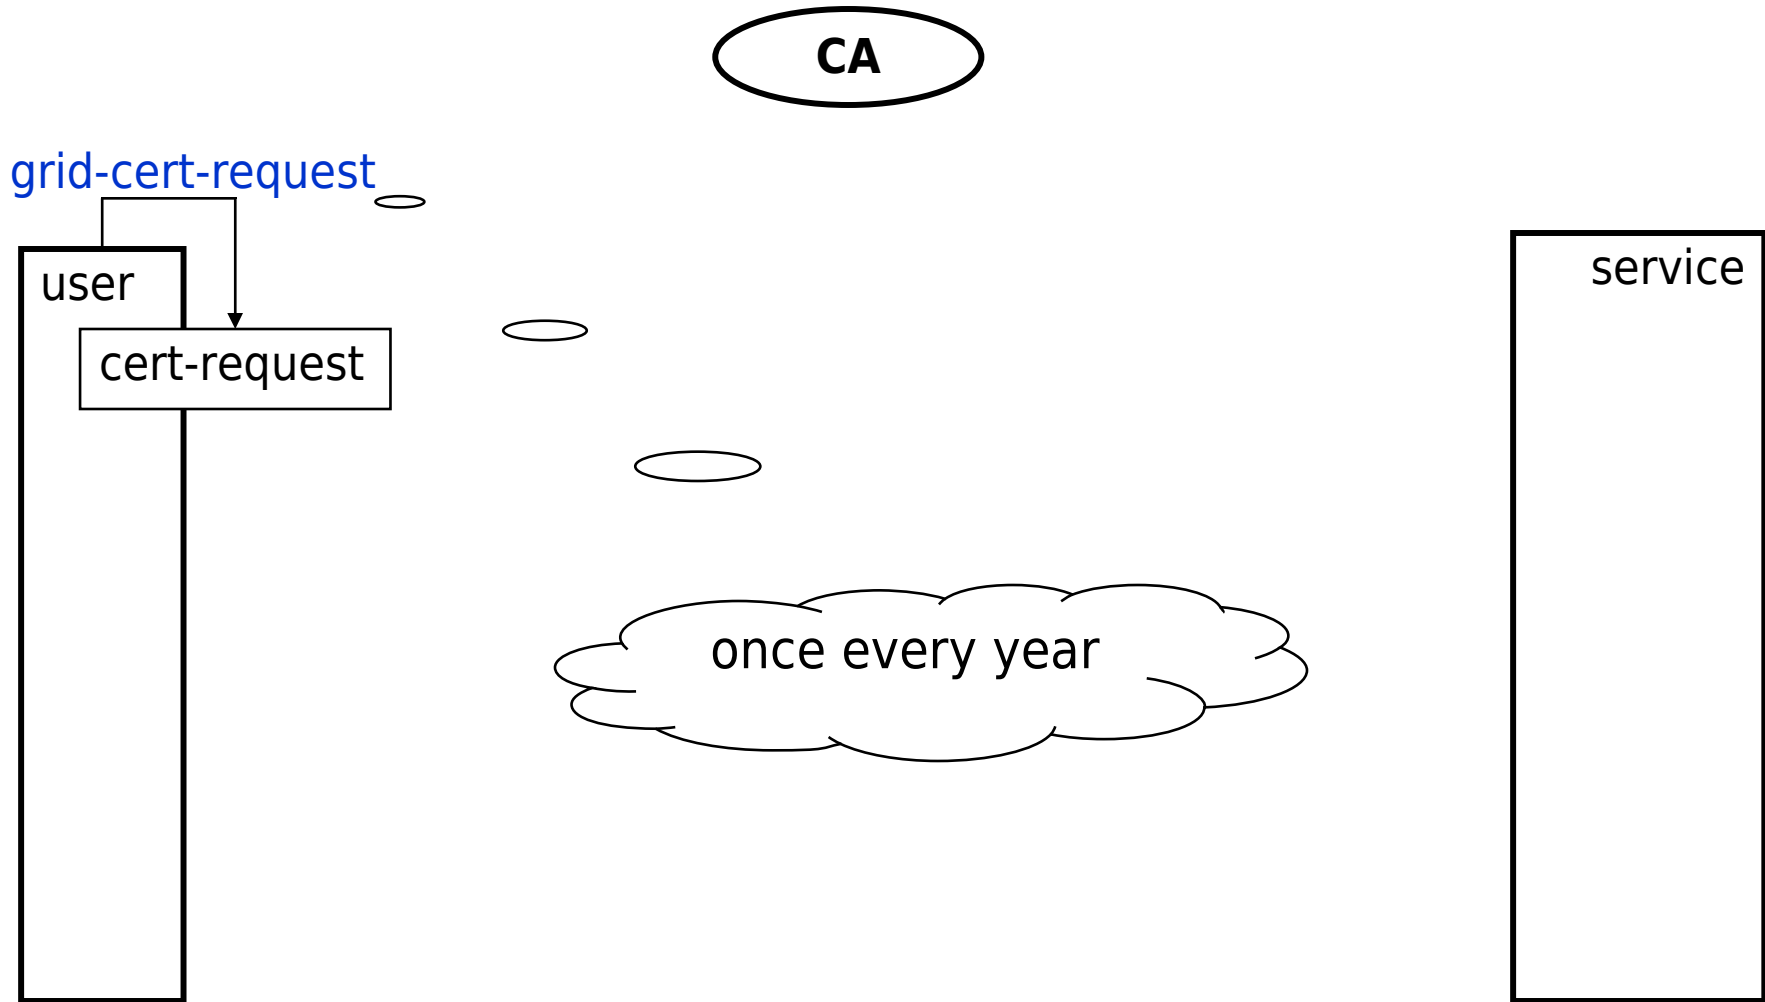 CA
grid-cert-request
user
service
cert-request
once every year